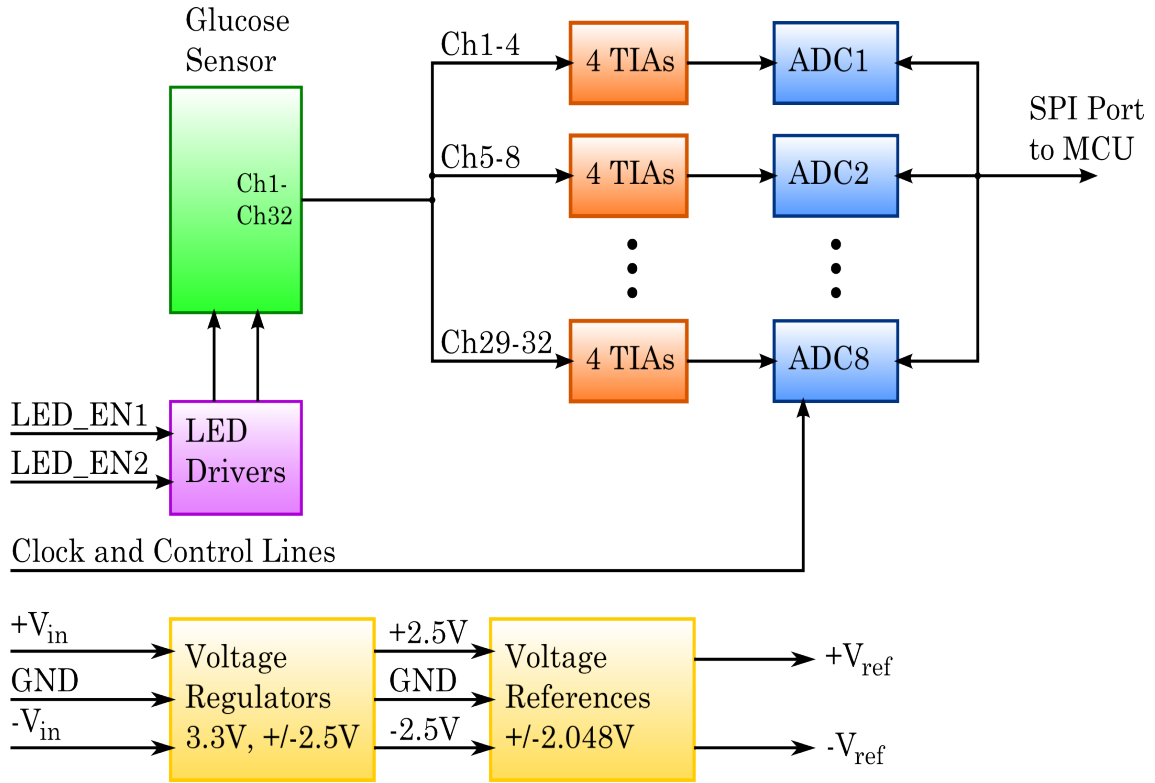 Glucose
Sensor
Ch1-
Ch32
Ch1-4
4 TIAs
ADC1
Ch5-8
4 TIAs
ADC2
Ch29-32
4 TIAs
ADC8
SPI Port
to MCU
LED_EN1
LED_EN2
LED
Drivers
Clock and Control Lines
+Vin
GND
-Vin
Voltage
Regulators
3.3V, +/-2.5V
+2.5V
GND
-2.5V
Voltage
References
+/-2.048V
+Vref
-Vref